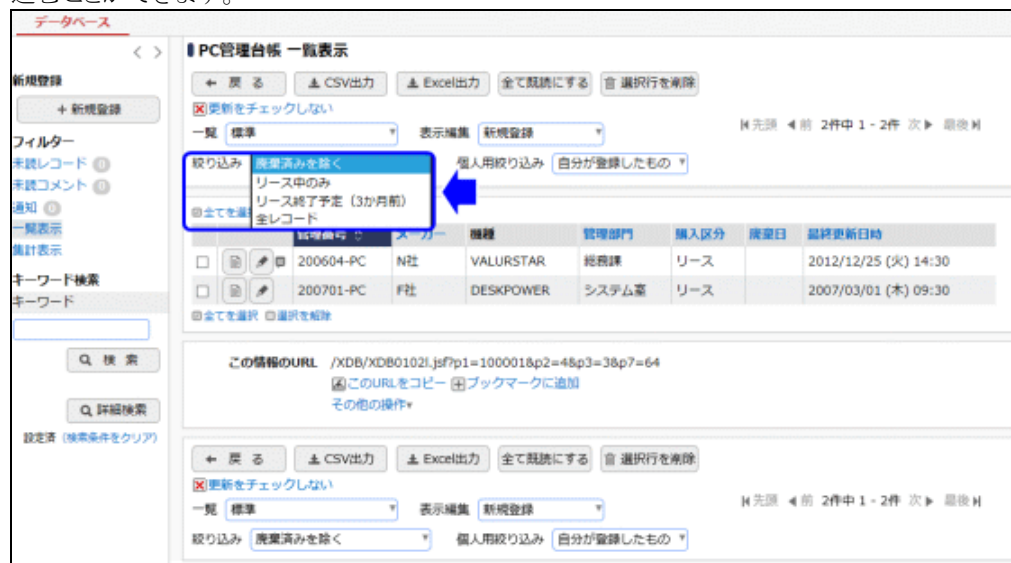 データベース
PC管理台帳 一覧表示
新規登録
+ 新規登録
← 戻 る CSV出力 Excel出力 全て既読にする 選択行を削除
更新をチェックしない
一覧 標準 表示編集 新規登録
先頭 前 2件中 1 - 2件 次 最後
フィルター
未読レコード 0
未読コメント 0
通知 0
一覧表示
集計表示
絞り込み 廃棄済みを除く 個人用絞り込み 自分が登録したもの
リース中のみ
リース終了予定（3か月前）
全レコード
管理番号 メーカー 機種 管理部門 購入区分 廃棄日 最終更新日時
200604-PC N社 VALURSTAR 総務課 リース 2012/12/25 (火) 14:30
200701-PC F社 DESKPOWER システム室 リース 2007/03/01 (木) 09:30
全てを選択 選択を解除
キーワード検索
キーワード
検 索
詳細検索
設定済 (検索条件をクリア)
この情報のURL /XDB/XDB0102l.jsf?p1=100001&p2=4&p3=3&p7=64
このURLをコピー ブックマークに追加
その他の操作
← 戻 る CSV出力 Excel出力 全て既読にする 選択行を削除
更新をチェックしない
一覧 標準 表示編集 新規登録
先頭 前 2件中 1 - 2件 次 最後
絞り込み 廃棄済みを除く 個人用絞り込み 自分が登録したもの